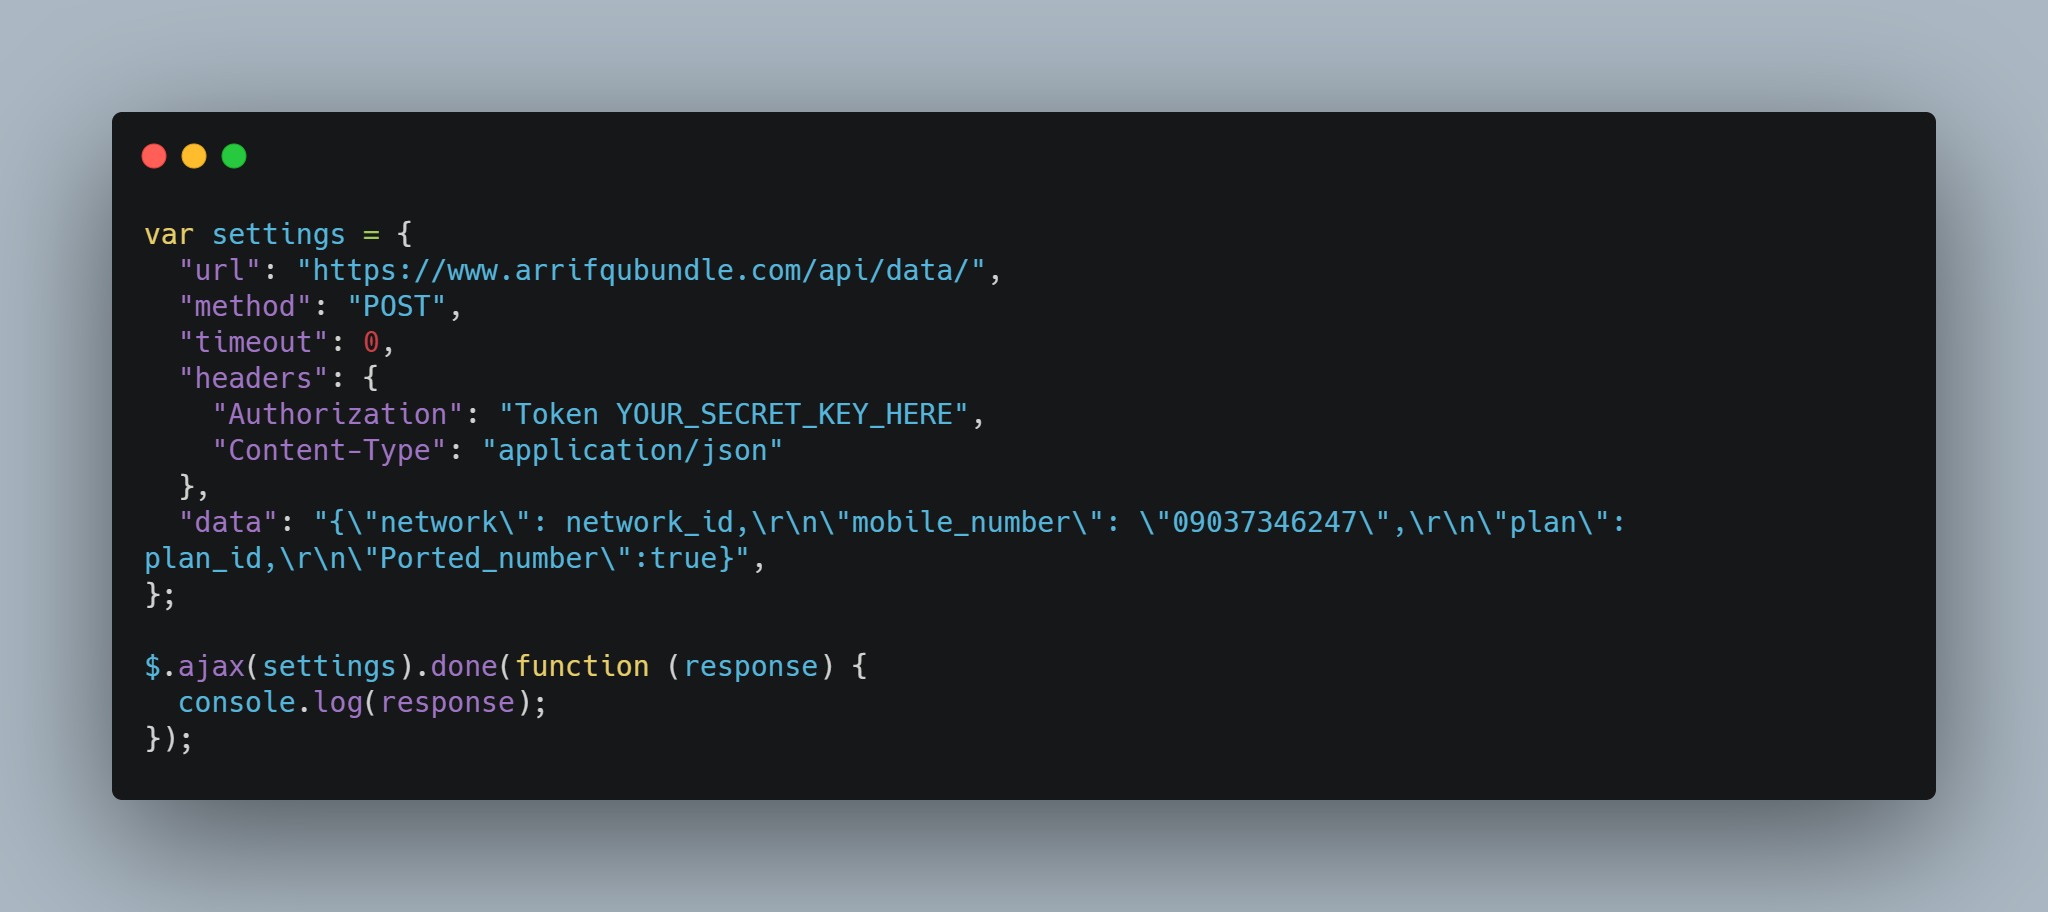 var settings = {
  "url": "https://www.arrifqubundle.com/api/data/",
  "method": "POST",
  "timeout": 0,
  "headers": {
    "Authorization": "Token YOUR_SECRET_KEY_HERE",
    "Content-Type": "application/json"
  },
  "data": "{\"network\": network_id,\r\n\"mobile_number\": \"09037346247\",\r\n\"plan\":
plan_id,\r\n\"Ported_number\":true}",
};

$.ajax(settings).done(function (response) {
  console.log(response);
});